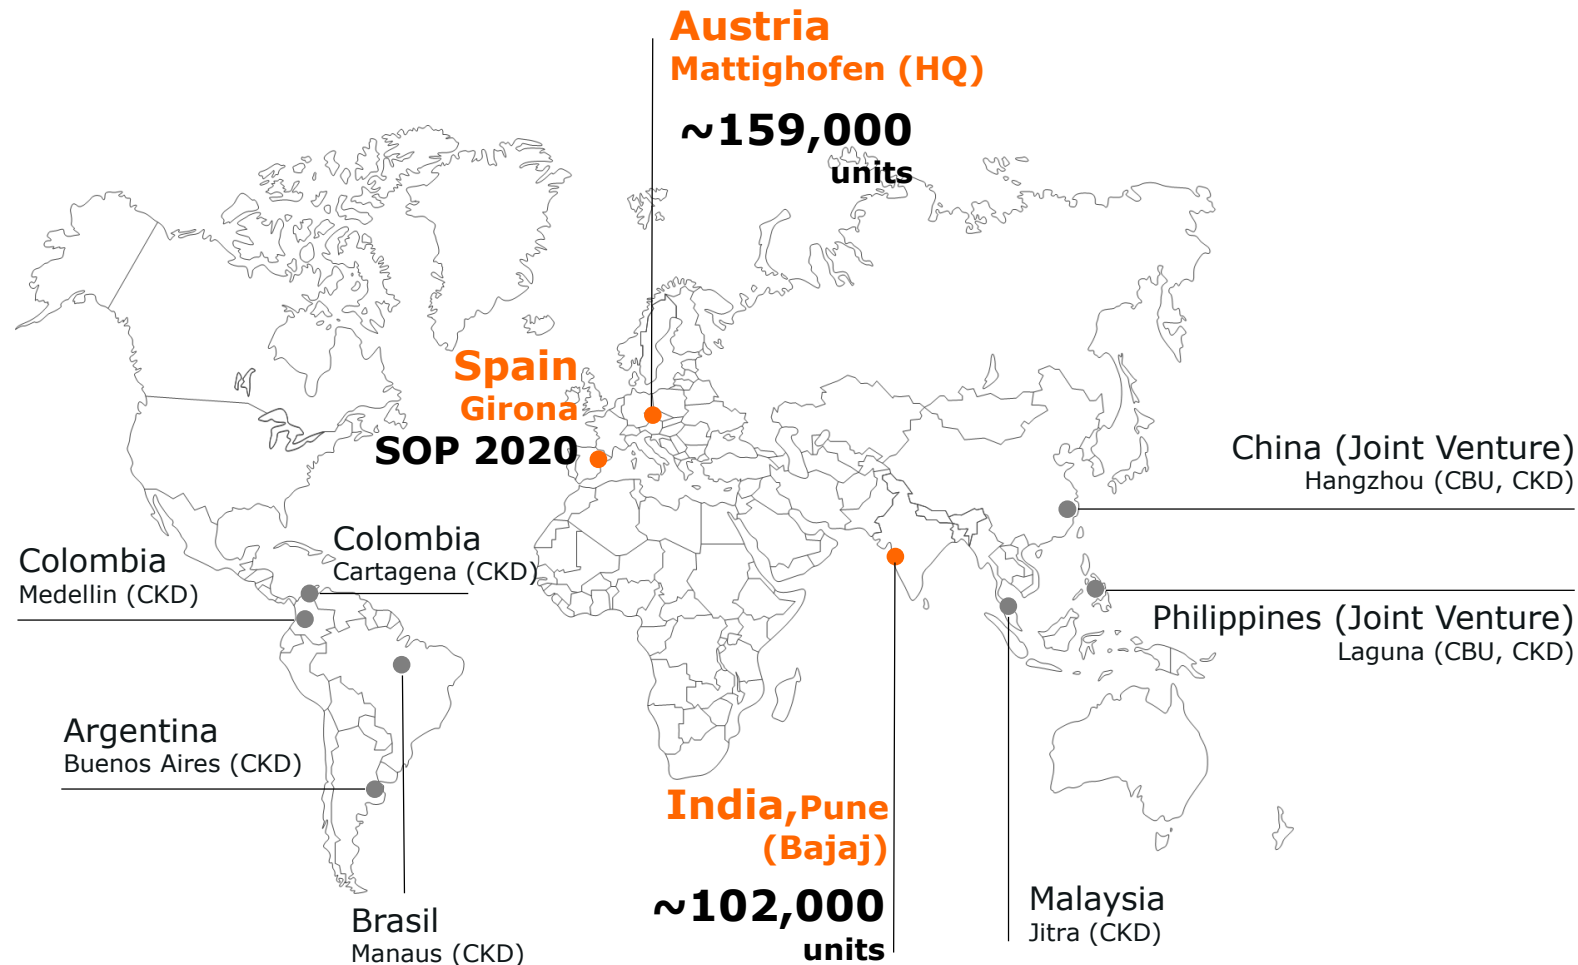 Austria
Mattighofen (HQ)
~159,000
units
Spain
Girona
SOP 2020
China (Joint Venture)
Hangzhou (CBU, CKD)
Colombia
Cartagena (CKD)
Colombia
Medellin (CKD)
Philippines (Joint Venture)
Laguna (CBU, CKD)
Argentina
Buenos Aires (CKD)
India,Pune
(Bajaj)
~102,000
units
Malaysia
Jitra (CKD)
Brasil
Manaus (CKD)